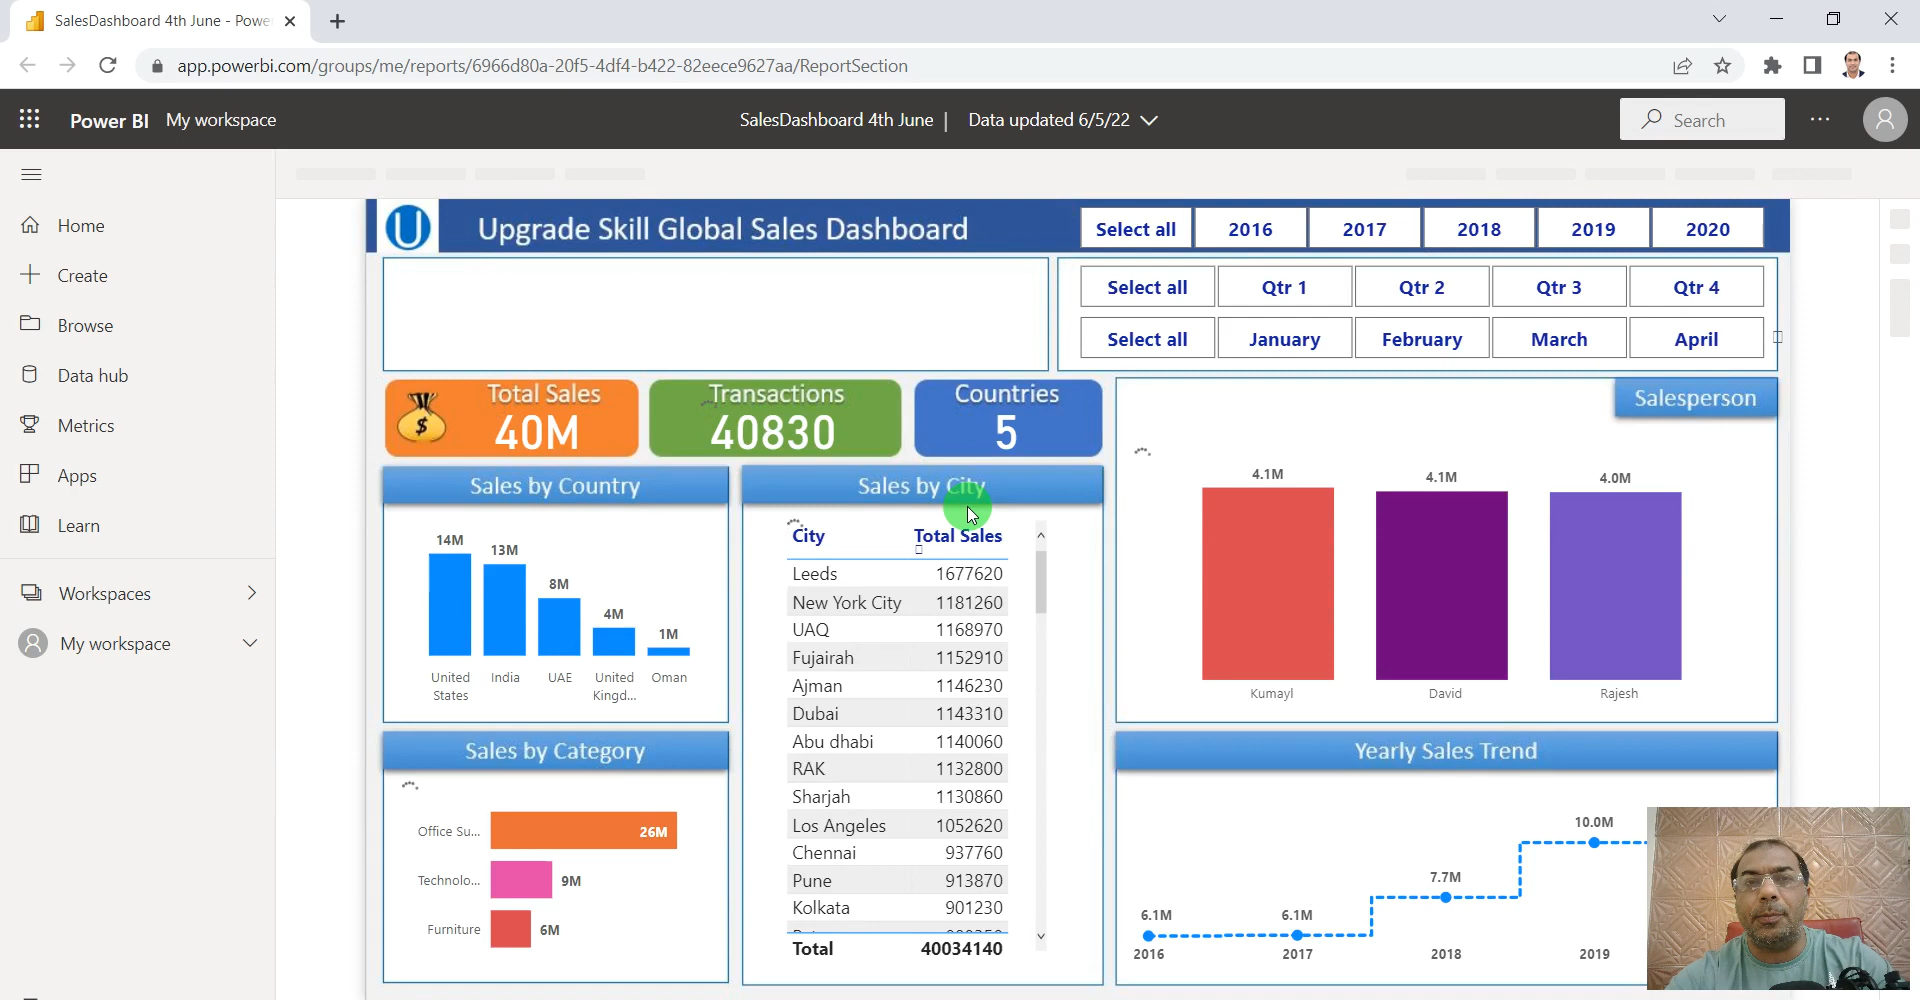 SalesDashboard 4th June - Powe
app.powerbi.com/groups/me/reports/6966d80a-20f5-4df4-b422-82eece9627aa/ReportSection
Power BI My workspace
SalesDashboard 4th June | Data updated 6/5/22
Search
Home
Create
Browse
Data hub
Metrics
Apps
Learn
Workspaces
My workspace
U
Upgrade Skill Global Sales Dashboard
Select all 2016 2017 2018 2019 2020
Select all Qtr 1 Qtr 2 Qtr 3 Qtr 4
Select all January February March April
Total Sales
40M
Transactions
40830
Countries
5
Salesperson
4.1M 4.1M 4.0M
Kumayl David Rajesh
Sales by Country
14M
13M
8M
4M
1M
United States India UAE United Kingd... Oman
Sales by City
City Total Sales
Leeds 1677620
New York City 1181260
UAQ 1168970
Fujairah 1152910
Ajman 1146230
Dubai 1143310
Abu dhabi 1140060
RAK 1132800
Sharjah 1130860
Los Angeles 1052620
Chennai 937760
Pune 913870
Kolkata 901230
Total 40034140
Sales by Category
Office Su... 26M
Technolo... 9M
Furniture 6M
Yearly Sales Trend
6.1M 6.1M 7.7M 10.0M
2016 2017 2018 2019